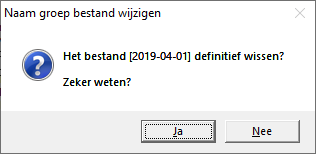 Naam groep bestand wijzigen
Het bestand [2019-04-01] definitief wissen?
Zeker weten?
Ja
Nee